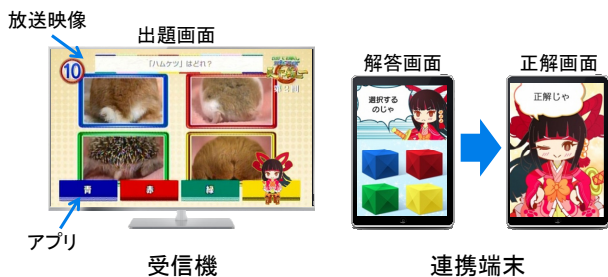 放送映像
出題画面
解答画面
正解画面
⑩
「ハムケツ」はどれ？
選択する
のじゃ
正解じゃ
青
赤
緑
アプリ
受信機
連携端末